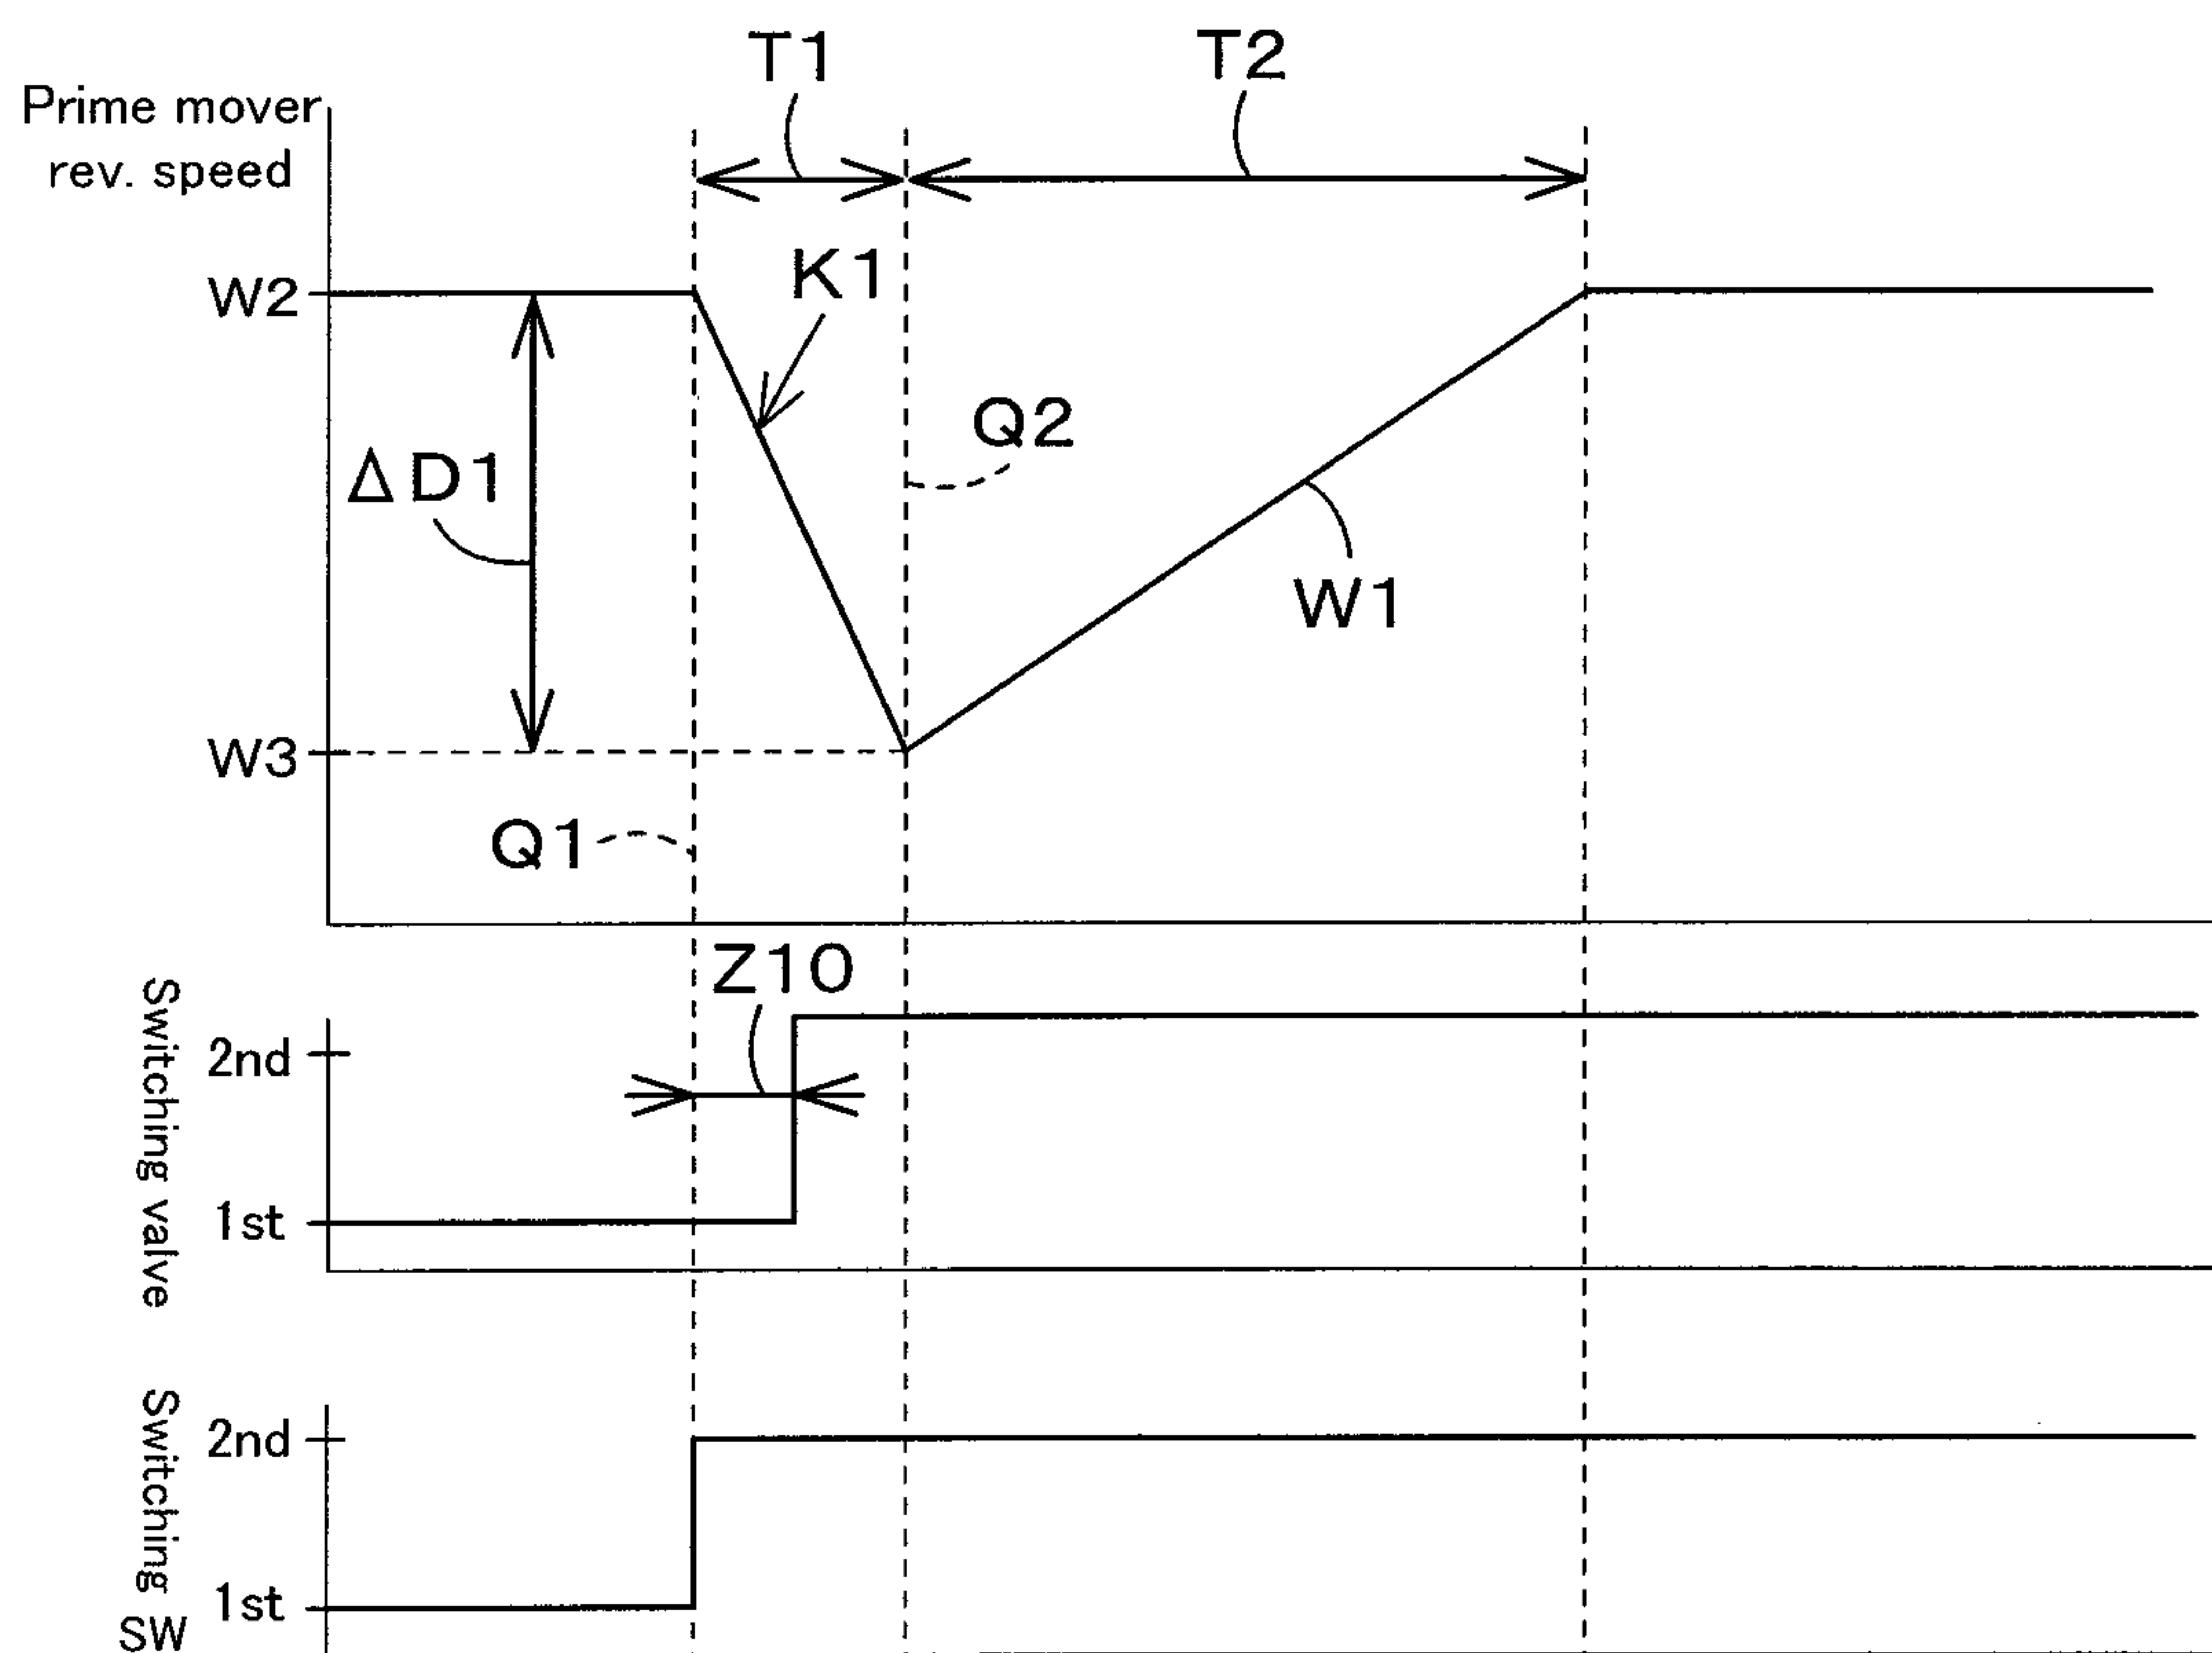 T1
T2
Prime mover
rev. speed
W2
K1
Q2
ΔD1
W1
W3
Q1
Z10
Switching valve
2nd
1st
Switching
SW
2nd
1st